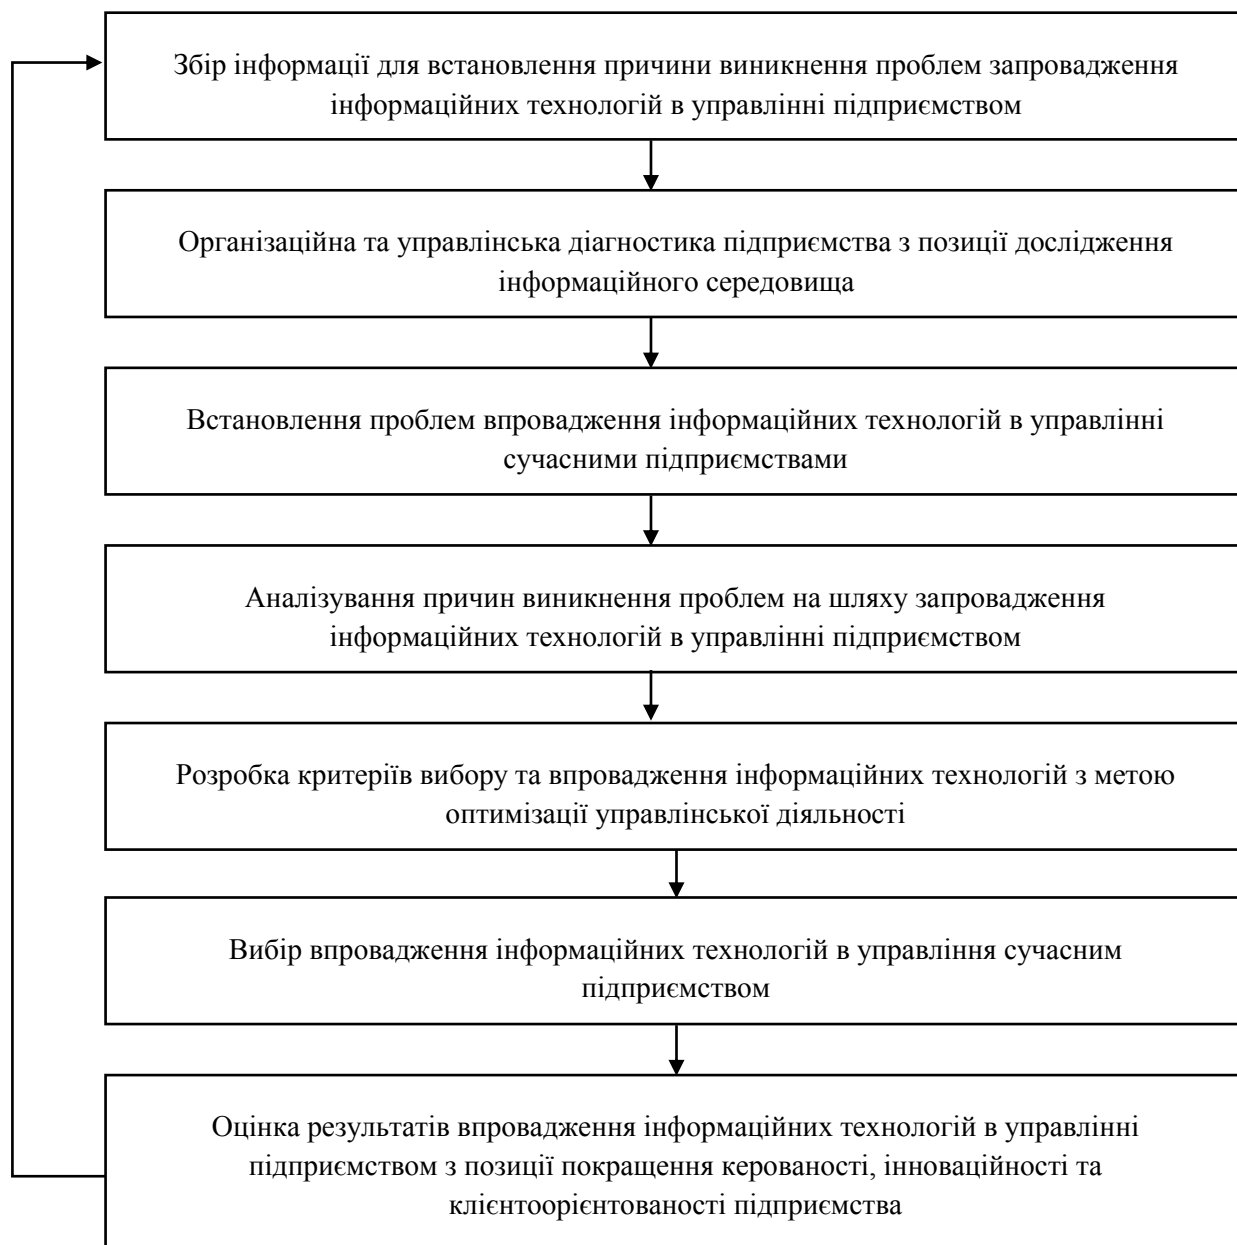 Збір інформації для встановлення причини виникнення проблем запровадження
інформаційних технологій в управлінні підприємством
Організаційна та управлінська діагностика підприємства з позиції дослідження
інформаційного середовища
Встановлення проблем впровадження інформаційних технологій в управлінні
сучасними підприємствами
Аналізування причин виникнення проблем на шляху запровадження
інформаційних технологій в управлінні підприємством
Розробка критеріїв вибору та впровадження інформаційних технологій з метою
оптимізації управлінської діяльності
Вибір впровадження інформаційних технологій в управління сучасним
підприємством
Оцінка результатів впровадження інформаційних технологій в управлінні
підприємством з позиції покращення керованості, інноваційності та
клієнтоорієнтованості підприємства